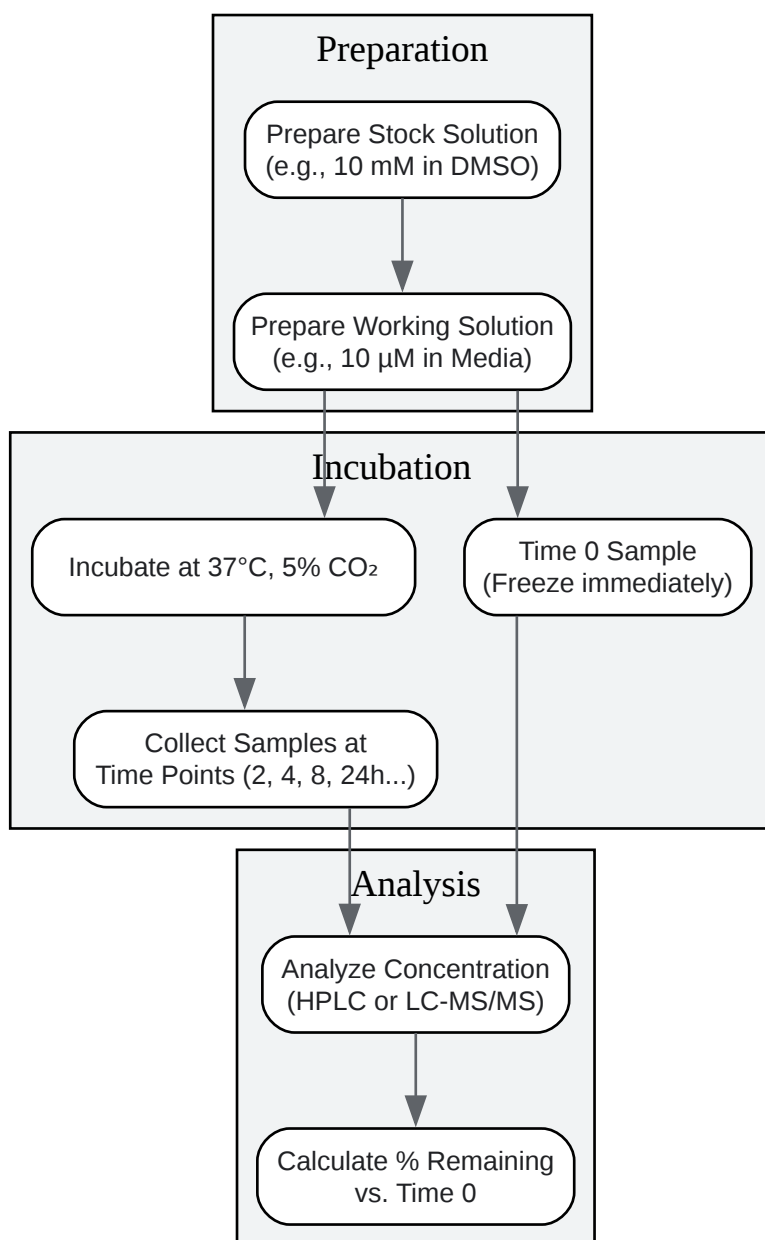 Preparation
Prepare Stock Solution
(e.g., 10 mM in DMSO)
Prepare Working Solution
(e.g., 10 µM in Media)
Incubation
Incubate at 37°C, 5% CO₂
Time 0 Sample
(Freeze immediately)
Collect Samples at
Time Points (2, 4, 8, 24h...)
Analysis
Analyze Concentration
(HPLC or LC-MS/MS)
Calculate % Remaining
vs. Time 0